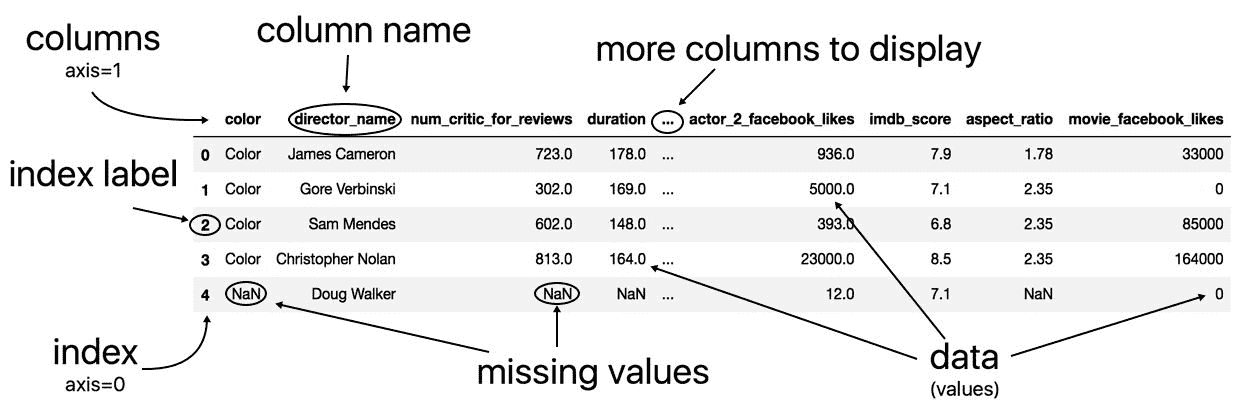 columns
axis=1
column name
more columns to display
color director_name num_critic_for_reviews duration ... actor_2_facebook_likes imdb_score aspect_ratio movie_facebook_likes
0 Color James Cameron 723.0 178.0 ... 936.0 7.9 1.78 33000
index label
1 Color Gore Verbinski 302.0 169.0 ... 5000.0 7.1 2.35 0
2 Color Sam Mendes 602.0 148.0 ... 393.0 6.8 2.35 85000
3 Color Christopher Nolan 813.0 164.0 ... 23000.0 8.5 2.35 164000
4 NaN Doug Walker NaN NaN ... 12.0 7.1 NaN 0
index
axis=0
missing values
data
(values)